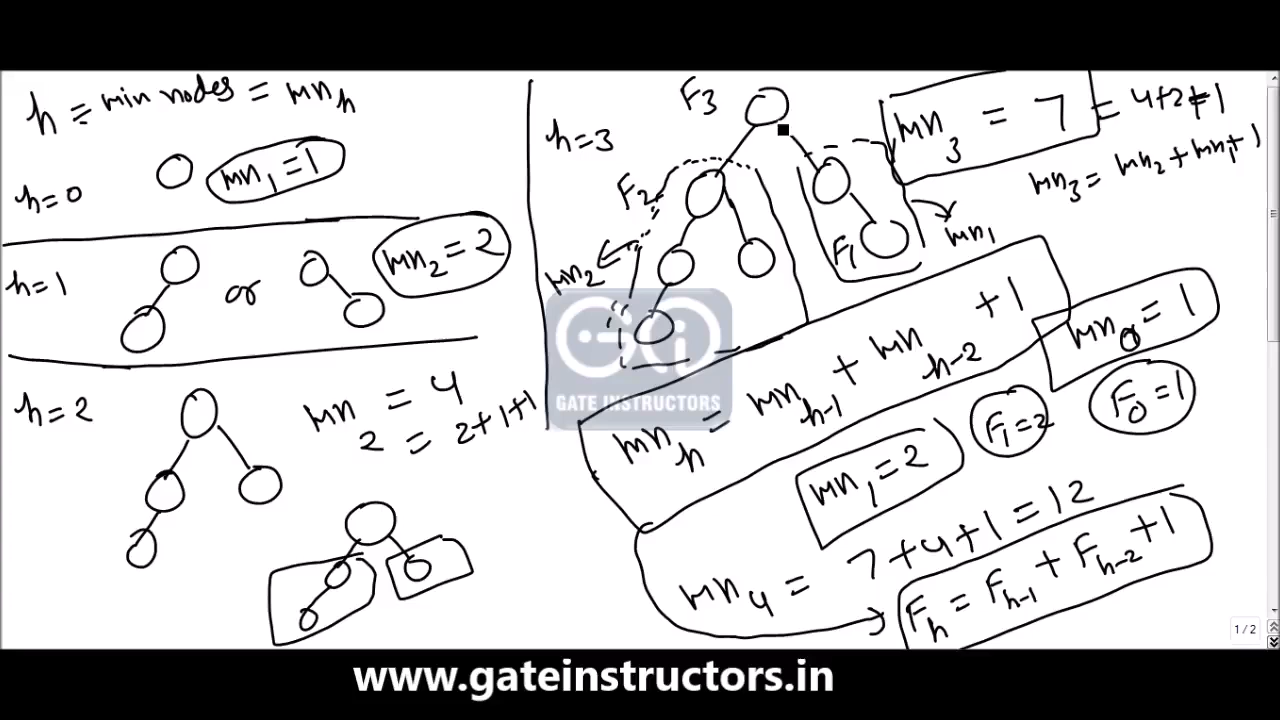 h = min nodes = mn_h
h=0
mn_1 = 1
h=1
or
mn_2 = 2
h=2
mn_2 = 4
= 2+1+1
h=3
F_3
F_2
F_1
mn_2
mn_1
mn_3 = 7 = 4+2+1
mn_3 = mn_2 + mn_1 + 1
mn_h = mn_h-1 + mn_h-2 + 1
mn_0 = 1
F_0 = 1
mn_1 = 2
F_1 = 2
mn_4 = 7+4+1 = 12
F_h = F_h-1 + F_h-2 + 1
GATE INSTRUCTORS
1 / 2
www.gateinstructors.in